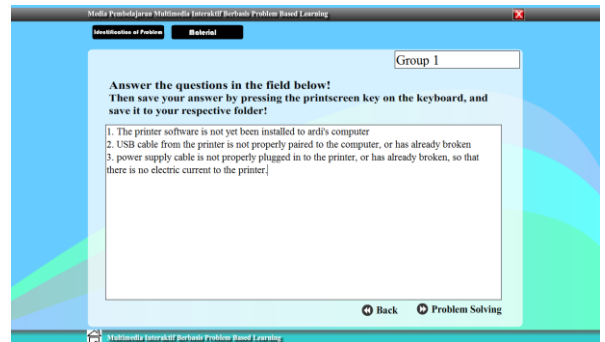 Media Pembelajaran Multimedia Interaktif Berbasis Problem Based Learning
Identification of Problem Material
Group 1
Answer the questions in the field below!
Then save your answer by pressing the printscreen key on the keyboard, and
save it to your respective folder!
1. The printer software is not yet been installed to ardi's computer
2. USB cable from the printer is not properly paired to the computer, or has already broken
3. power supply cable is not properly plugged in to the printer, or has already broken, so that
there is no electric current to the printer.
Back Problem Solving
Multimedia Interaktif Berbasis Problem Based Learning